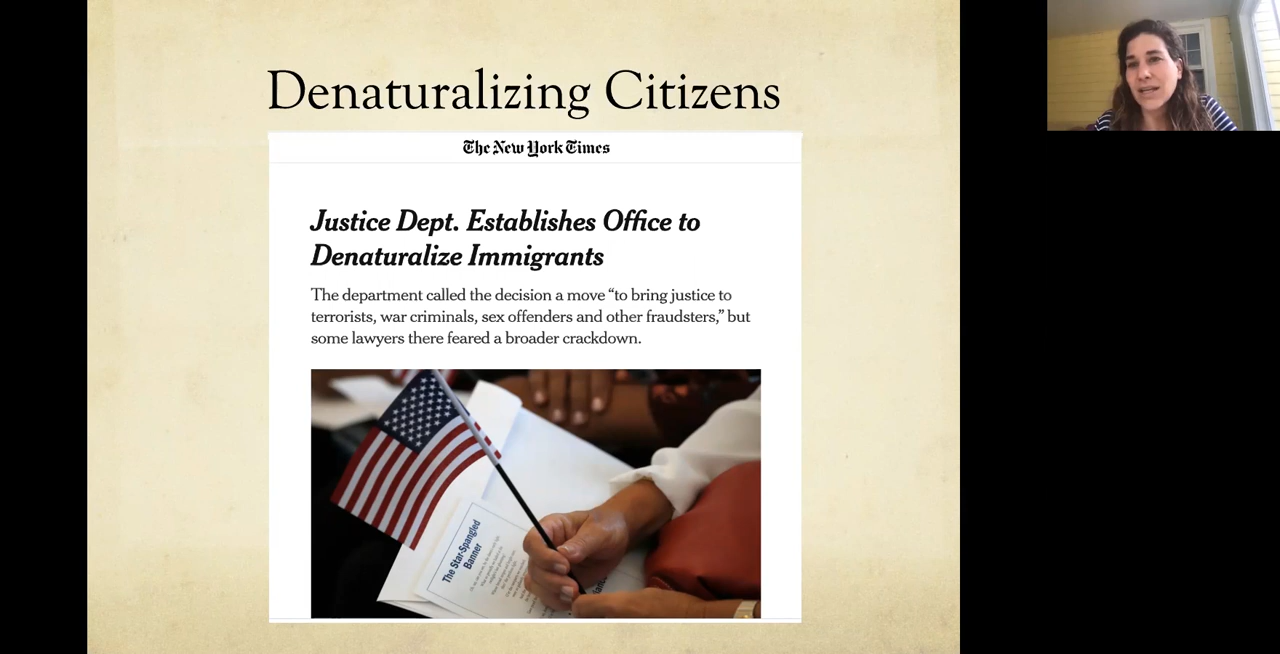 Denaturalizing Citizens
The New York Times
Justice Dept. Establishes Office to
Denaturalize Immigrants
The department called the decision a move “to bring justice to
terrorists, war criminals, sex offenders and other fraudsters,” but
some lawyers there feared a broader crackdown.
The Star-Spangled
Banner